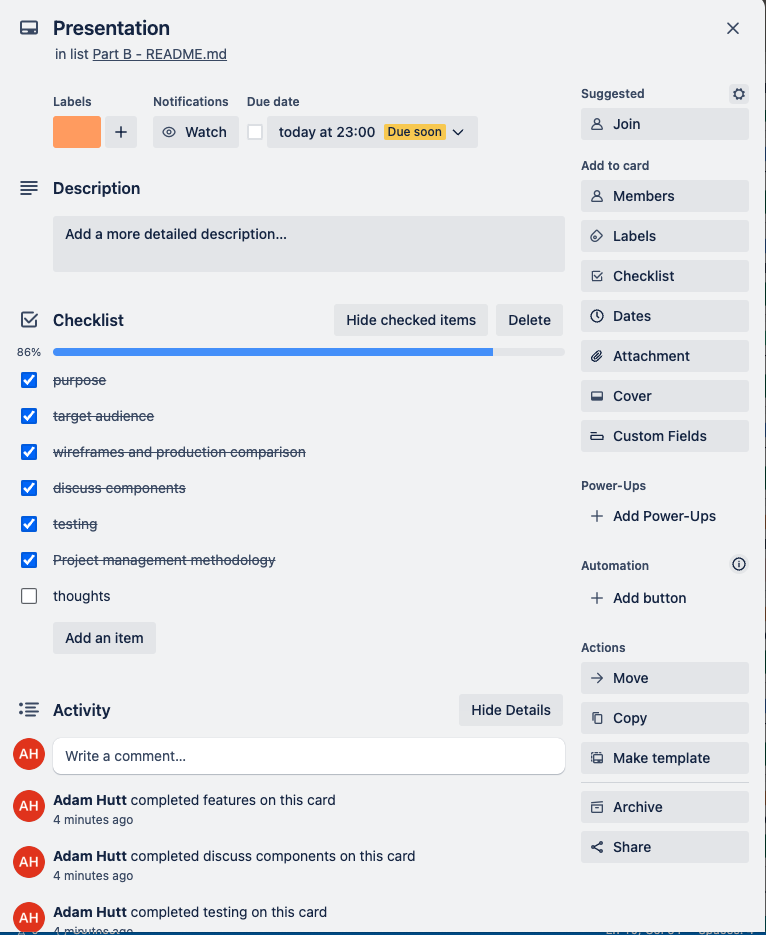 Presentation
in list Part B - README.md
Labels
Notifications
Due date
Watch
today at 23:00 Due soon
Description
Add a more detailed description...
Checklist
Hide checked items
Delete
86%
purpose
target audience
wireframes and production comparison
discuss components
testing
Project management methodology
thoughts
Add an item
Activity
Hide Details
AH
Write a comment...
AH
Adam Hutt completed features on this card
4 minutes ago
AH
Adam Hutt completed discuss components on this card
4 minutes ago
AH
Adam Hutt completed testing on this card
4 minutes ago
Suggested
Join
Add to card
Members
Labels
Checklist
Dates
Attachment
Cover
Custom Fields
Power-Ups
Add Power-Ups
Automation
Add button
Actions
Move
Copy
Make template
Archive
Share